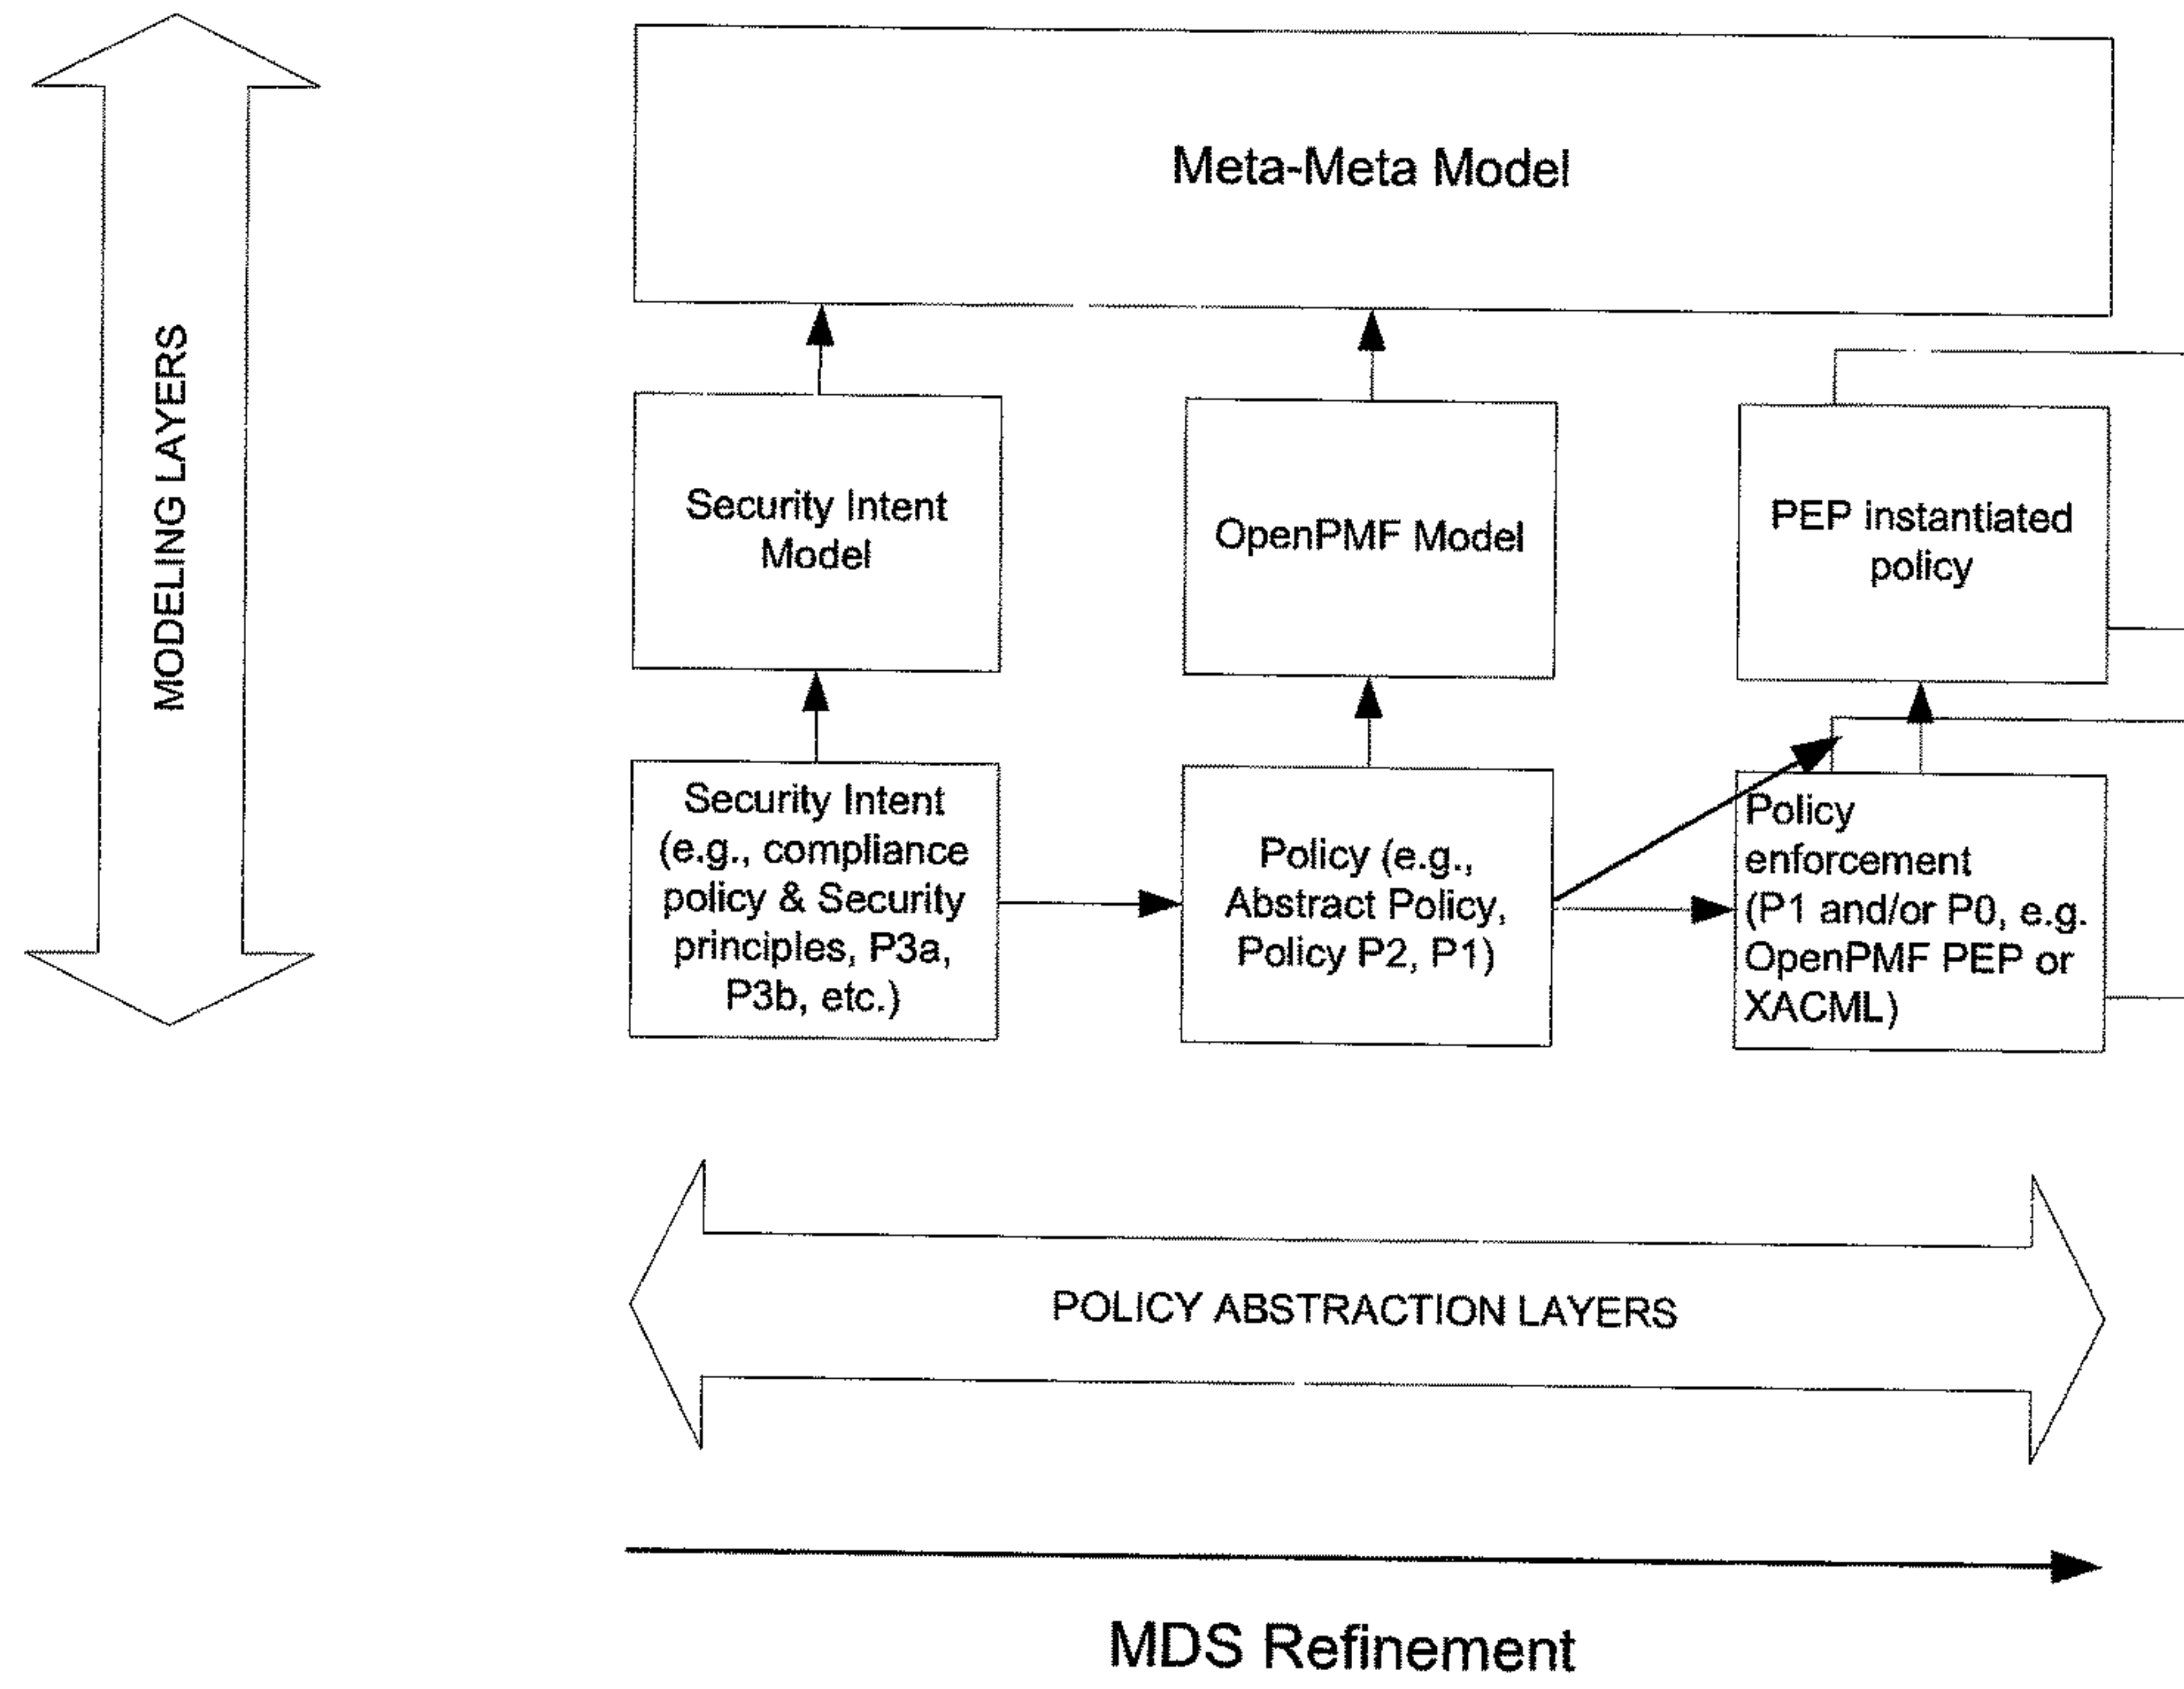 Meta-Meta Model
MODELING LAYERS
Security Intent
Model
OpenPMF Model
PEP instantiated
policy
Security Intent
(e.g., compliance
policy & Security
principles, P3a,
P3b, etc.)
Policy (e.g.,
Abstract Policy,
Policy P2, P1)
Policy
enforcement
(P1 and/or P0, e.g.
OpenPMF PEP or
XACML)
POLICY ABSTRACTION LAYERS
MDS Refinement